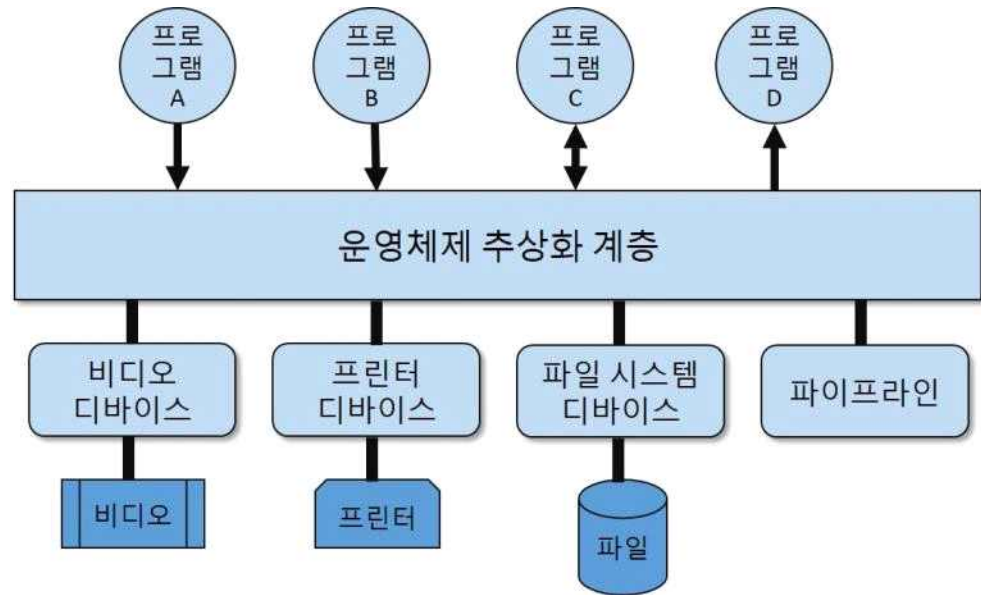 프로
그램
A
프로
그램
B
프로
그램
C
프로
그램
D
운영체제 추상화 계층
비디오
디바이스
프린터
디바이스
파일 시스템
디바이스
파이프라인
비디오
프린터
파일